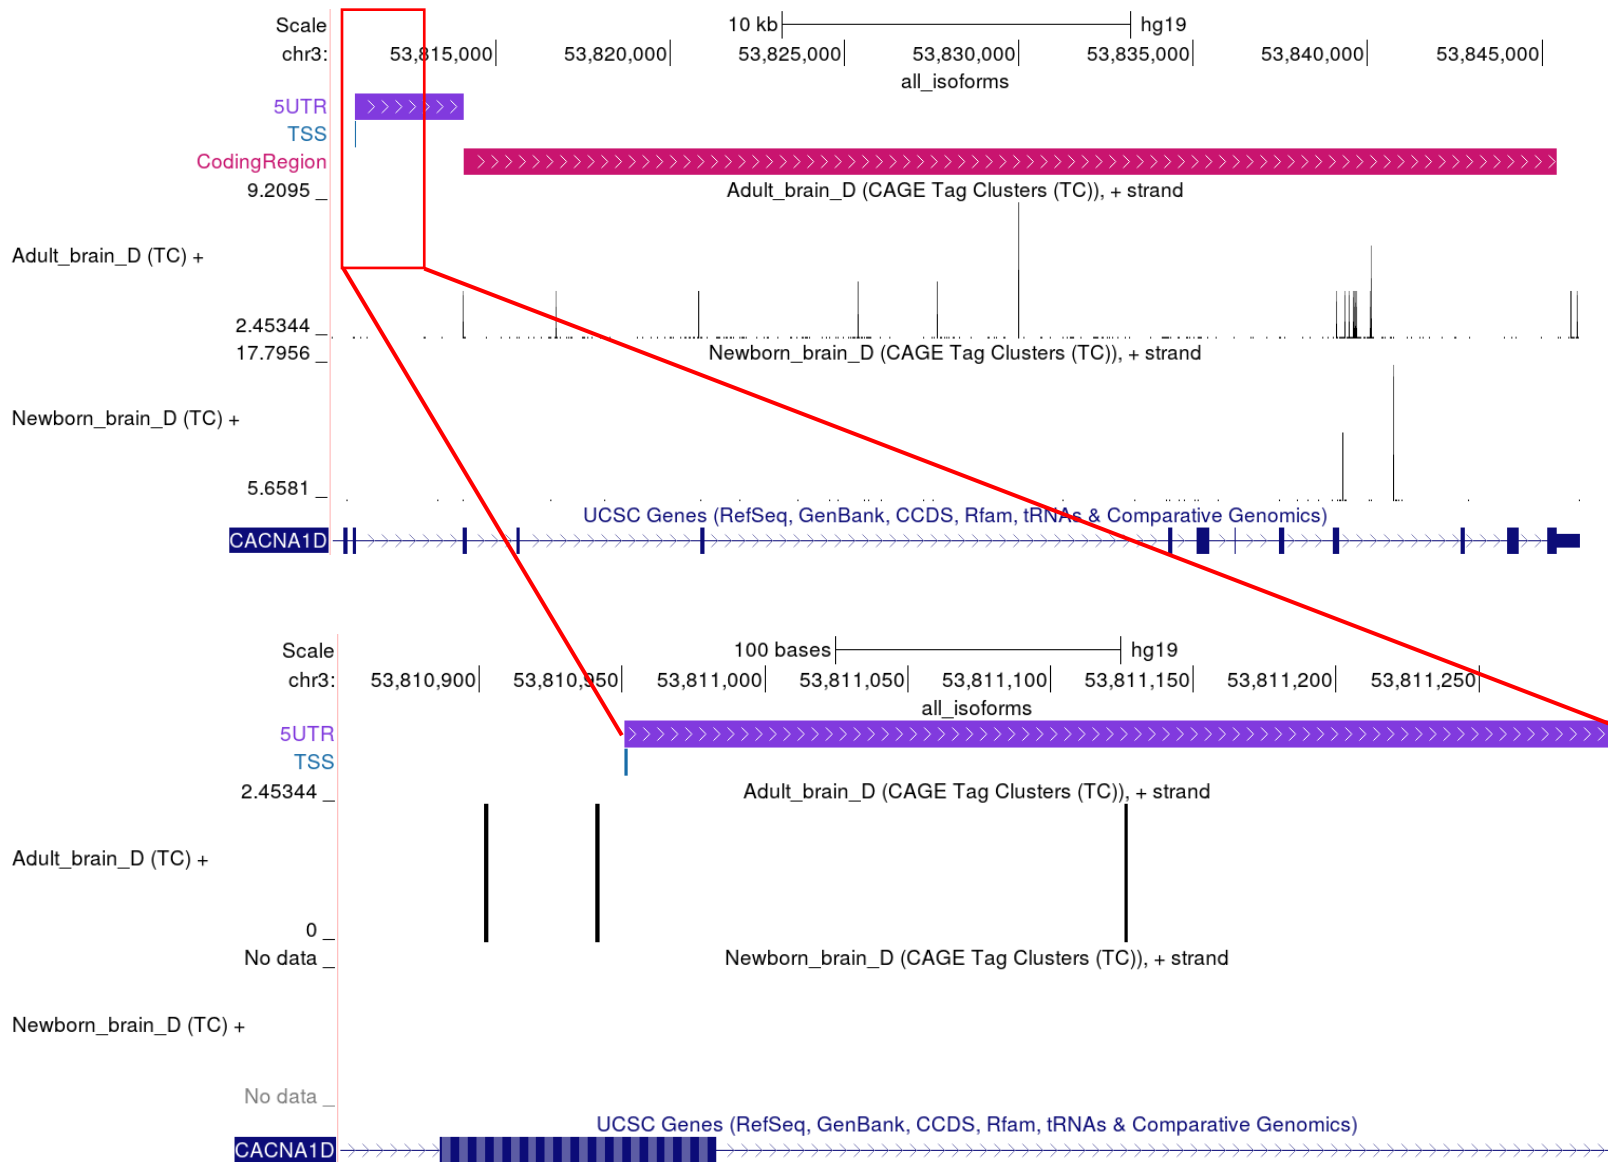 Scale 10 kb hg19
chr3: 53,815,000 53,820,000 53,825,000 53,830,000 53,835,000 53,840,000 53,845,000
all_isoforms
5UTR
TSS
CodingRegion
9.2095 _ Adult_brain_D (CAGE Tag Clusters (TC)), + strand
Adult_brain_D (TC) +
2.45344 _
17.7956 _ Newborn_brain_D (CAGE Tag Clusters (TC)), + strand
Newborn_brain_D (TC) +
5.6581 _
UCSC Genes (RefSeq, GenBank, CCDS, Rfam, tRNAs & Comparative Genomics)
CACNA1D
Scale 100 bases hg19
chr3: 53,810,900 53,810,950 53,811,000 53,811,050 53,811,100 53,811,150 53,811,200 53,811,250
all_isoforms
5UTR
TSS
2.45344 _ Adult_brain_D (CAGE Tag Clusters (TC)), + strand
Adult_brain_D (TC) +
0 _
No data _ Newborn_brain_D (CAGE Tag Clusters (TC)), + strand
Newborn_brain_D (TC) +
No data _
UCSC Genes (RefSeq, GenBank, CCDS, Rfam, tRNAs & Comparative Genomics)
CACNA1D